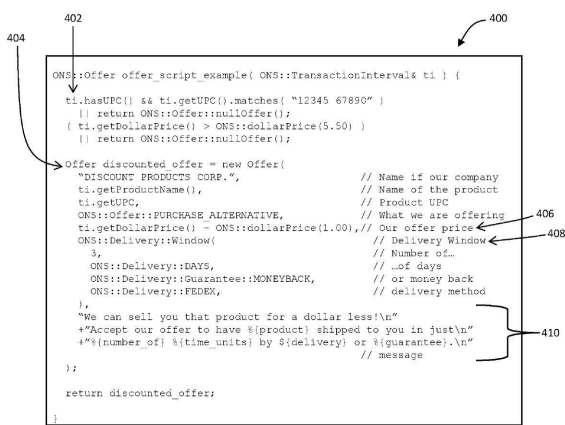 402
400
404
ONS::Offer offer_script_example( ONS::TransactionInterval& ti ) {
ti.hasUPC() && ti.getUPC().matches( “12345 67890” )
|| return ONS::Offer::nullOffer();
( ti.getDollarPrice() > ONS::dollarPrice(5.50) )
|| return ONS::Offer::nullOffer();
Offer discounted_offer = new Offer(
“DISCOUNT PRODUCTS CORP.”, // Name if our company
ti.getProductName(), // Name of the product
ti.getUPC, // Product UPC
ONS::Offer::PURCHASE_ALTERNATIVE, // What we are offering
ti.getDollarPrice() - ONS::dollarPrice(1.00),// Our offer price 406
ONS::Delivery::Window( // Delivery Window 408
3, // Number of…
ONS::Delivery::DAYS, // …of days
ONS::Delivery::Guarantee::MONEYBACK, // or money back
ONS::Delivery::FEDEX, // delivery method
),
“We can sell you that product for a dollar less!\n”
+”Accept our offer to have %{product} shipped to you in just\n” 410
+”%{number_of} %{time_units} by ${delivery} or %{guarantee}.\n”
// message
);
return discounted_offer;
}